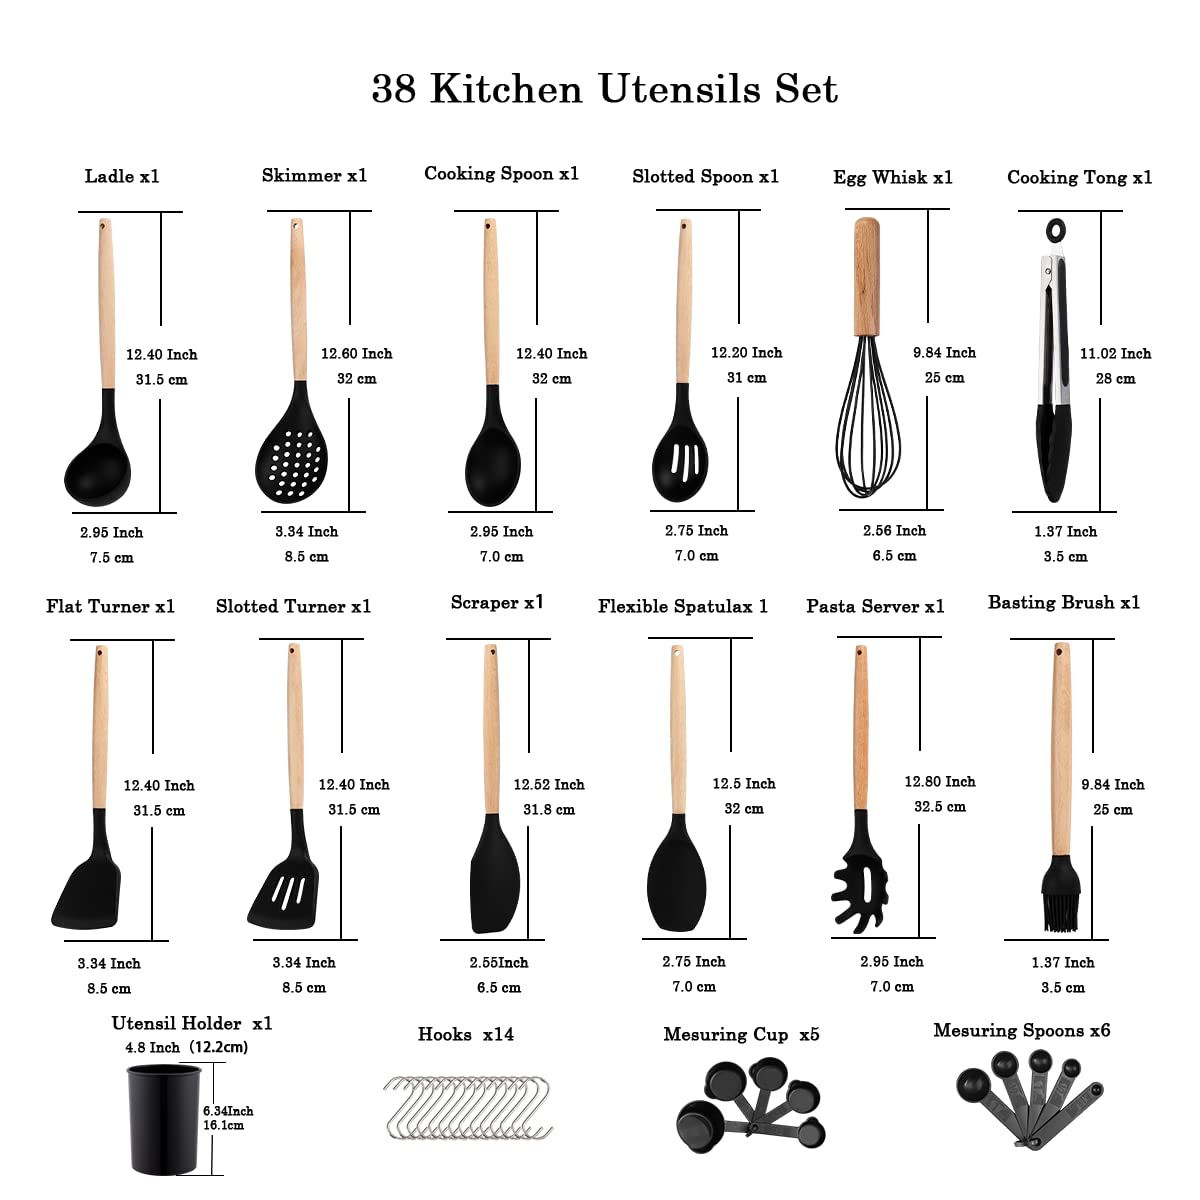 38 Kitchen Utensils Set
Ladle x1
Skimmer x1
Cooking Spoon x1
Slotted Spoon x1
Egg Whisk x1
Cooking Tong x1
12.40 Inch
31.5 cm
12.60 Inch
32 cm
12.40 Inch
32 cm
12.20 Inch
31 cm
9.84 Inch
25 cm
11.02 Inch
28 cm
2.95 Inch
7.5 cm
3.34 Inch
8.5 cm
2.95 Inch
7.0 cm
2.75 Inch
7.0 cm
2.56 Inch
6.5 cm
1.37 Inch
3.5 cm
Flat Turner x1
Slotted Turner x1
Scraper x1
Flexible Spatulax 1
Pasta Server x1
Basting Brush x1
12.40 Inch
31.5 cm
12.40 Inch
31.5 cm
12.52 Inch
31.8 cm
12.5 Inch
32 cm
12.80 Inch
32.5 cm
9.84 Inch
25 cm
3.34 Inch
8.5 cm
3.34 Inch
8.5 cm
2.55Inch
6.5 cm
2.75 Inch
7.0 cm
2.95 Inch
7.0 cm
1.37 Inch
3.5 cm
Utensil Holder x1
4.8 Inch (12.2cm)
6.34Inch
16.1cm
Hooks x14
Mesuring Cup x5
Mesuring Spoons x6